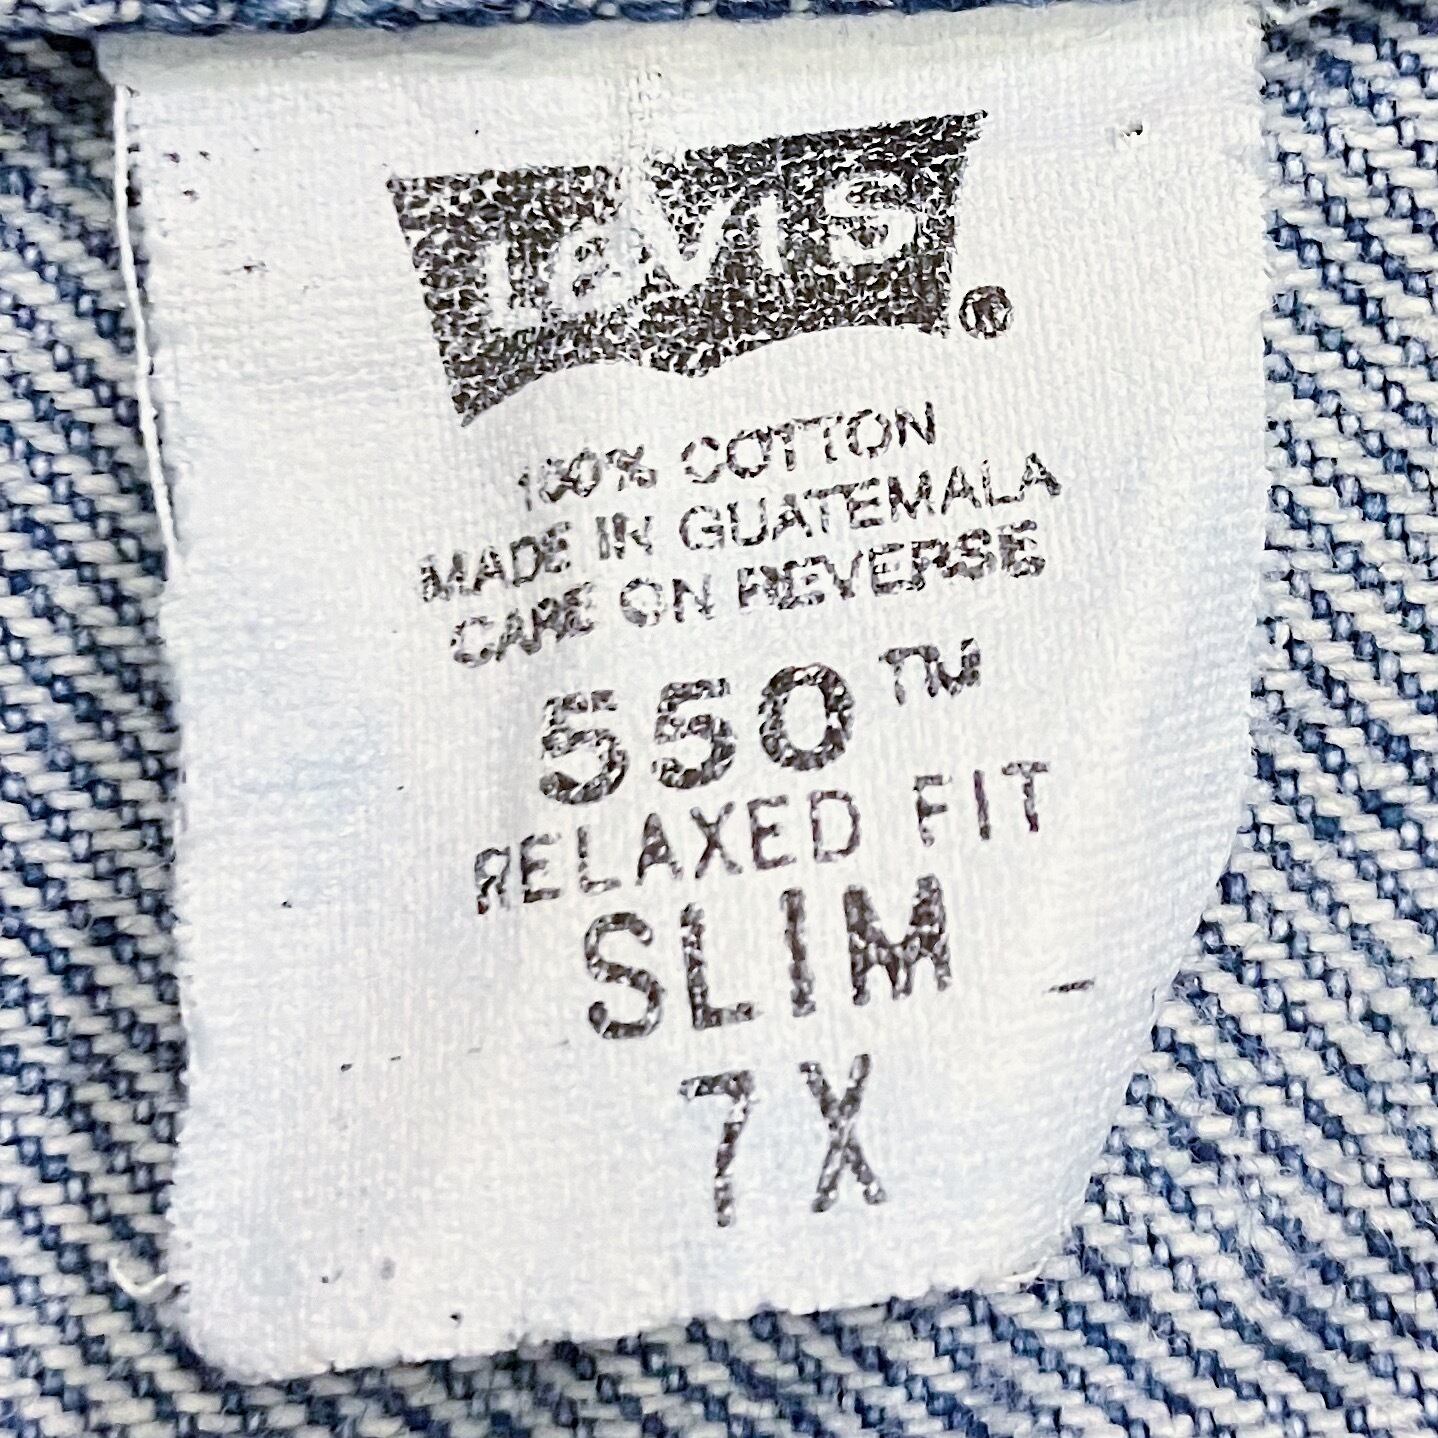 Levi's ®
100% COTTON
MADE IN GUATEMALA
CARE ON REVERSE
550™
RELAXED FIT
SLIM
7X